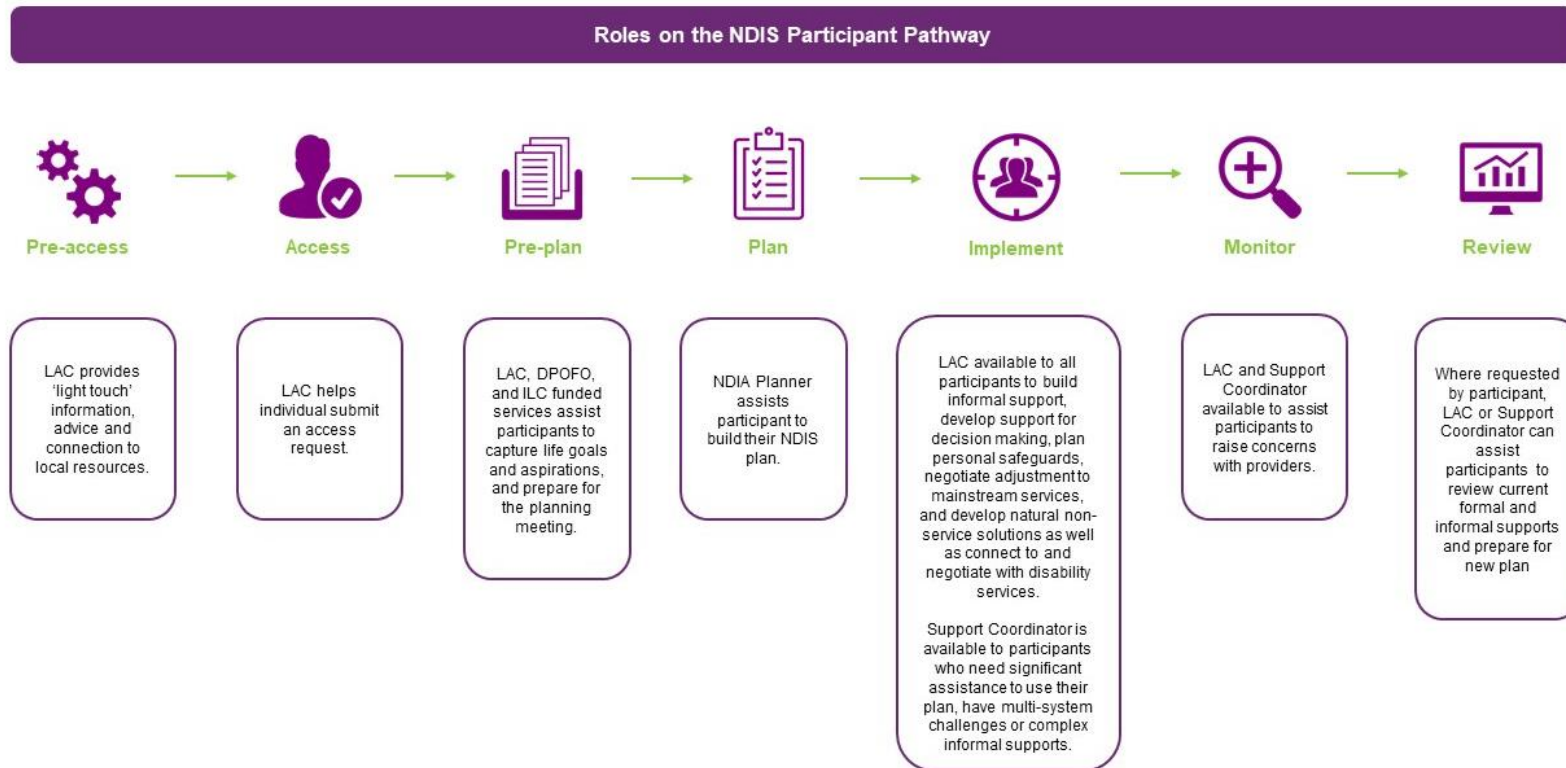 Roles on the NDIS Participant Pathway
Pre-access
Access
Pre-plan
Plan
Implement
Monitor
Review
LAC provides
‘light touch’
information,
advice and
connection to
local resources.
LAC helps
individual submit
an access
request.
LAC, DPOFO,
and ILC funded
services assist
participants to
capture life goals
and aspirations,
and prepare for
the planning
meeting.
NDIA Planner
assists
participant to
build their NDIS
plan.
LAC available to all
participants to build
informal support,
develop support for
decision making, plan
personal safeguards,
negotiate adjustment to
mainstream services,
and develop natural non-
service solutions as well
as connect to and
negotiate with disability
services.
Support Coordinator is
available to participants
who need significant
assistance to use their
plan, have multi-system
challenges or complex
informal supports.
LAC and Support
Coordinator
available to assist
participants to
raise concerns
with providers.
Where requested
by participant,
LAC or Support
Coordinator can
assist
participants to
review current
formal and
informal supports
and prepare for
new plan